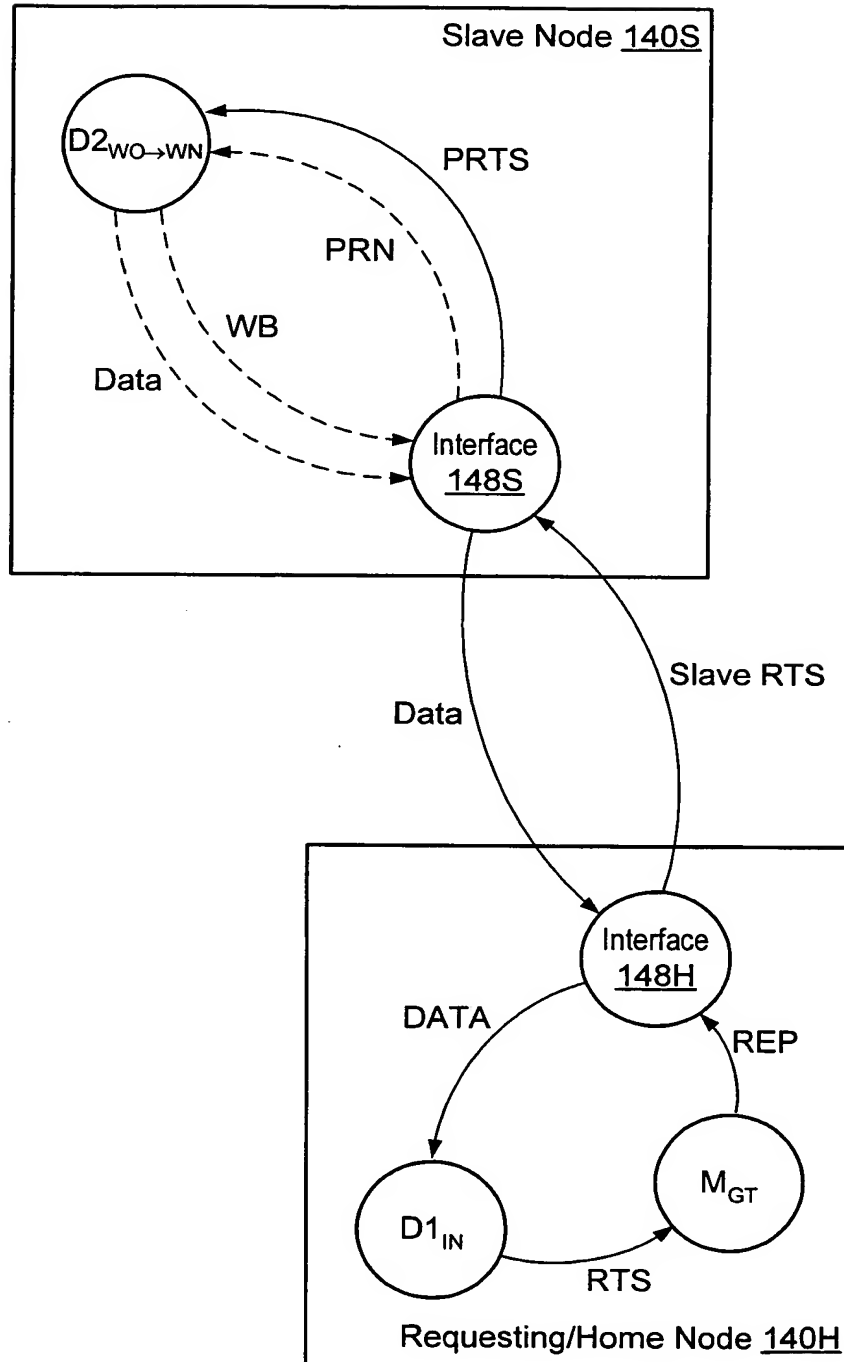 Slave Node 140S
D2WO→WN
PRTS
PRN
WB
Data
Interface
148S
Slave RTS
Data
Interface
148H
DATA
REP
MGT
D1IN
RTS
Requesting/Home Node 140H